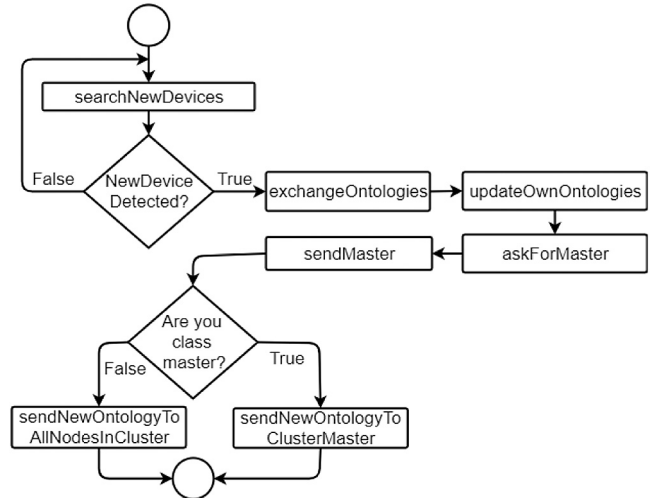 searchNewDevices
False
NewDevice
Detected?
True
exchangeOntologies
updateOwnOntologies
sendMaster
askForMaster
Are you
class
master?
False
True
sendNewOntologyTo
AllNodesInCluster
sendNewOntologyTo
ClusterMaster